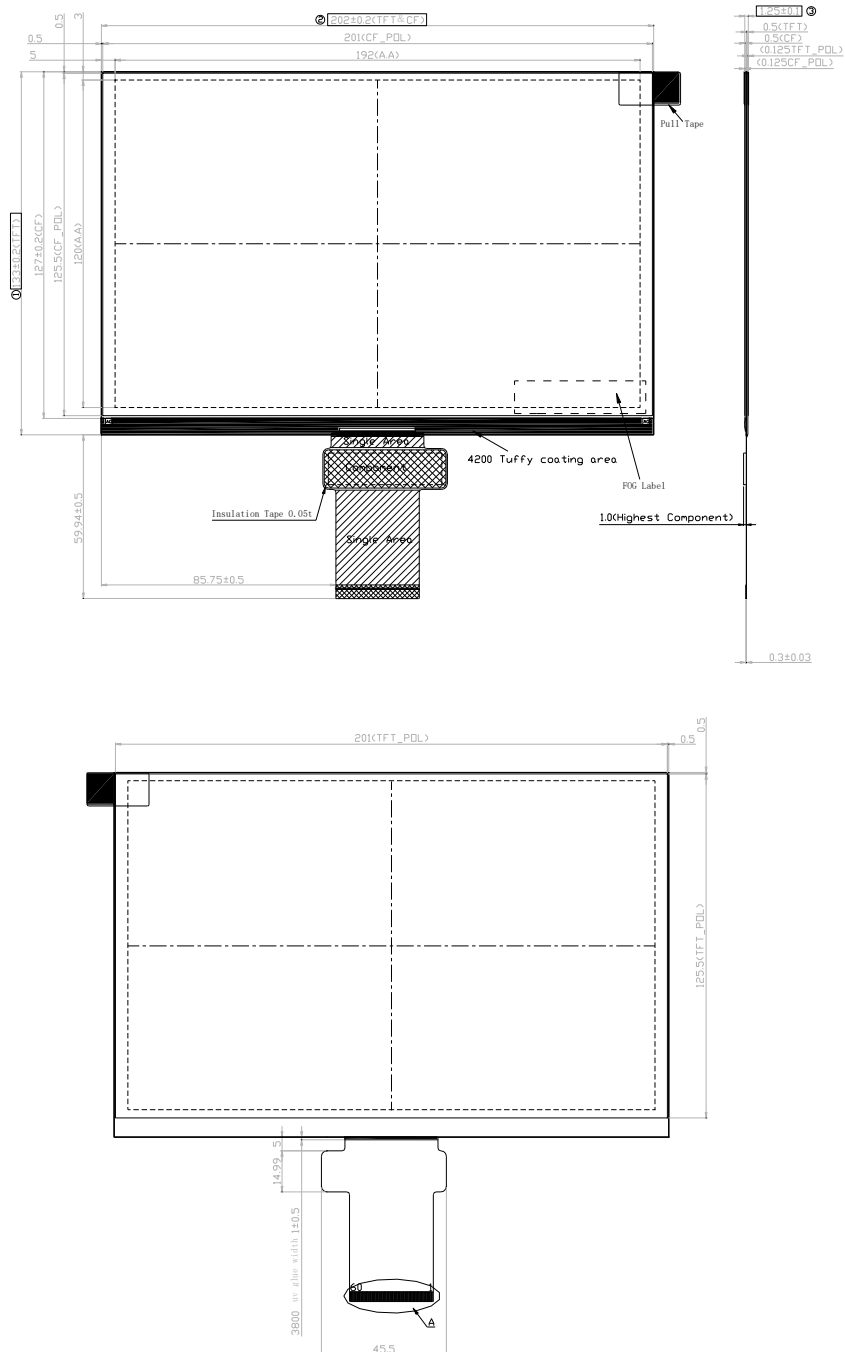 ② 202±0.2(TFT&CF)
201(CF_POL)
192(A.A)
0.5
5
0.5
3
1.25±0.1 ③
0.5(TFT)
0.5(CF)
(0.125TFT_POL)
(0.125CF_POL)
Pull Tape
① 133±0.2(TFT)
127±0.2(CF)
125.5(CF_POL)
120(A.A)
Single Area
Component
4200 Tuffy coating area
FOG Label
Insulation Tape 0.05t
Single Area
1.0(Highest Component)
59.94±0.5
85.75±0.5
0.3±0.03
201(TFT_POL)
0.5
0.5
125.5(TFT_POL)
5
14.99
3800 uv glue width 1±0.5
60
1
A
45.5